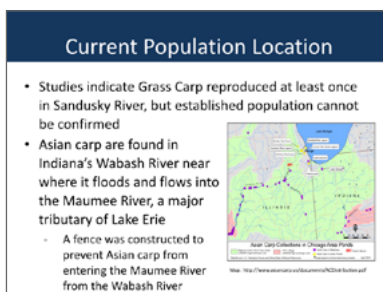 Current Population Location
• Studies indicate Grass Carp reproduced at least once
in Sandusky River, but established population cannot
be confirmed
• Asian carp are found in
Indiana's Wabash River near
where it floods and flows into
the Maumee River, a major
tributary of Lake Erie
- A fence was constructed to
prevent Asian carp from
entering the Maumee River
from the Wabash River
ILLINOIS
INDIANA
Asian Carp Collections in Chicago Area Ponds